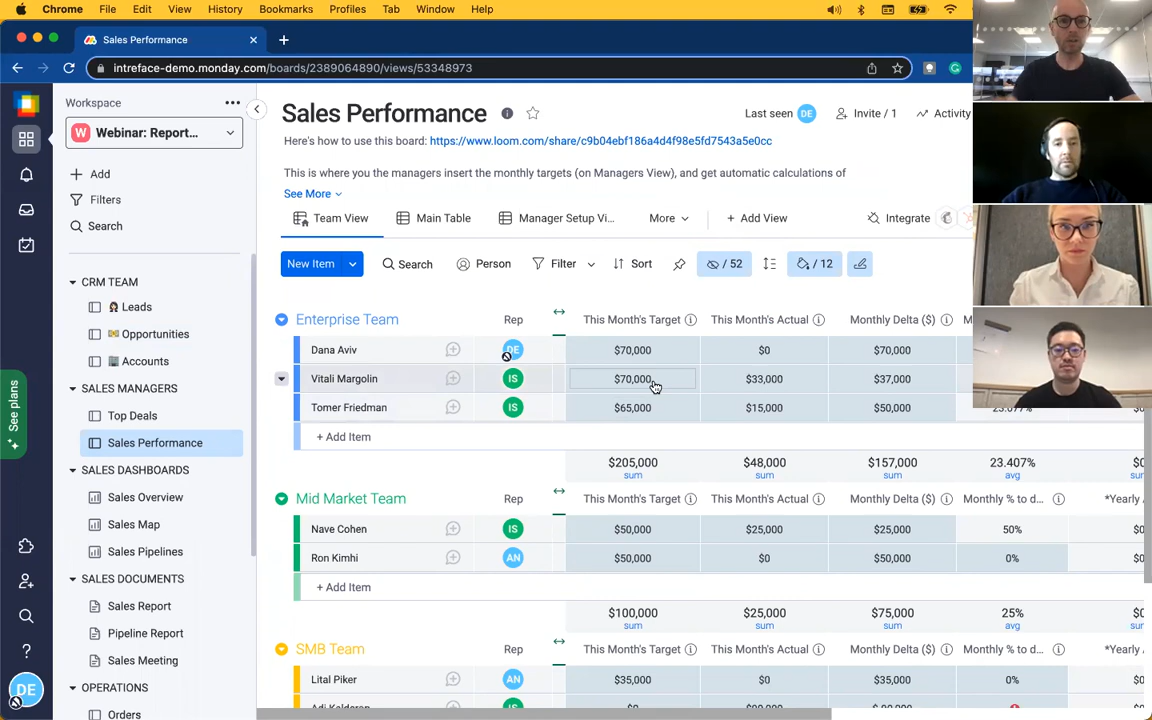 Chrome File Edit View History Bookmarks Profiles Tab Window Help
Sales Performance
intreface-demo.monday.com/boards/2389064890/views/53348973
Workspace
W Webinar: Report...
Add
Filters
Search
CRM TEAM
Leads
Opportunities
Accounts
SALES MANAGERS
Top Deals
Sales Performance
SALES DASHBOARDS
Sales Overview
Sales Map
Sales Pipelines
SALES DOCUMENTS
Sales Report
Pipeline Report
Sales Meeting
OPERATIONS
Orders
See plans
DE
Sales Performance
Last seen DE Invite / 1 Activity
Here's how to use this board: https://www.loom.com/share/c9b04ebf186a4d4f98e5fd7543a5e0cc
This is where you the managers insert the monthly targets (on Managers View), and get automatic calculations of
See More
Team View Main Table Manager Setup Vi... More + Add View Integrate
New Item Search Person Filter Sort / 52 / 12
Enterprise Team Rep This Month's Target This Month's Actual Monthly Delta ($)
Dana Aviv DE $70,000 $0 $70,000
Vitali Margolin IS $70,000 $33,000 $37,000
Tomer Friedman IS $65,000 $15,000 $50,000 23.077%
+ Add Item
$205,000 $48,000 $157,000 23.407%
sum sum sum avg
Mid Market Team Rep This Month's Target This Month's Actual Monthly Delta ($) Monthly % to d... *Yearly
Nave Cohen IS $50,000 $25,000 $25,000 50%
Ron Kimhi AN $50,000 $0 $50,000 0%
+ Add Item
$100,000 $25,000 $75,000 25%
sum sum sum avg
SMB Team Rep This Month's Target This Month's Actual Monthly Delta ($) Monthly % to d... *Yearly
Lital Piker AN $35,000 $0 $35,000 0%